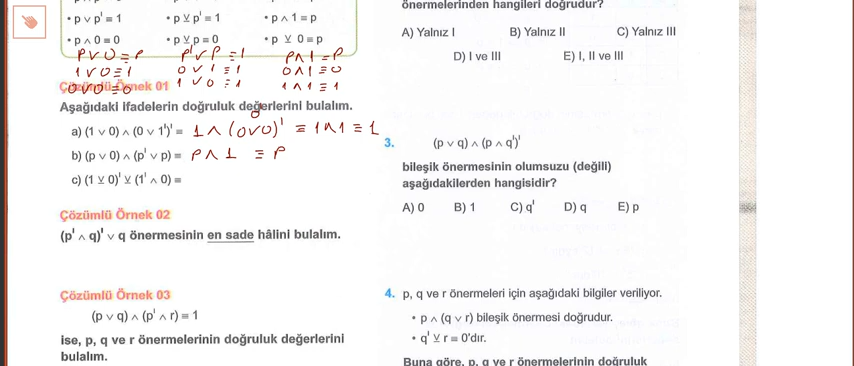 • p ∨ p' ≡ 1
• p ⊻ p' ≡ 1
• p ∧ 1 ≡ p
• p ∧ 0 ≡ 0
• p ⊻ p ≡ 0
• p ⊻ 0 ≡ p
p ∨ 0 ≡ p
p' ∨ p ≡ 1
p ∧ 1 ≡ p
1 ∨ 0 ≡ 1
0 ∨ 1 ≡ 1
0 ∧ 1 ≡ 0
0 ∨ 0 ≡ 0
1 ∨ 0 ≡ 1
1 ∧ 1 ≡ 1
Çözümlü Örnek 01
Aşağıdaki ifadelerin doğruluk değerlerini bulalım.
0
a) (1 ∨ 0) ∧ (0 ∨ 1')' ≡ 1 ∧ (0 ∨ 0)' ≡ 1 ∧ 1 ≡ 1
b) (p ∨ 0) ∧ (p' ∨ p) ≡ p ∧ 1 ≡ p
c) (1 ⊻ 0)' ⊻ (1' ∧ 0) ≡
Çözümlü Örnek 02
(p' ∧ q)' ∨ q önermesinin en sade hâlini bulalım.
Çözümlü Örnek 03
(p ∨ q) ∧ (p' ∧ r) ≡ 1
ise, p, q ve r önermelerinin doğruluk değerlerini
bulalım.
önermelerinden hangileri doğrudur?
A) Yalnız I B) Yalnız II C) Yalnız III
D) I ve III E) I, II ve III
3. (p ∨ q) ∧ (p ∧ q')'
bileşik önermesinin olumsuzu (değili)
aşağıdakilerden hangisidir?
A) 0 B) 1 C) q' D) q E) p
4. p, q ve r önermeleri için aşağıdaki bilgiler veriliyor.
• p ∧ (q ∨ r) bileşik önermesi doğrudur.
• q' ⊻ r ≡ 0'dır.
Buna göre, p, q ve r önermelerinin doğruluk